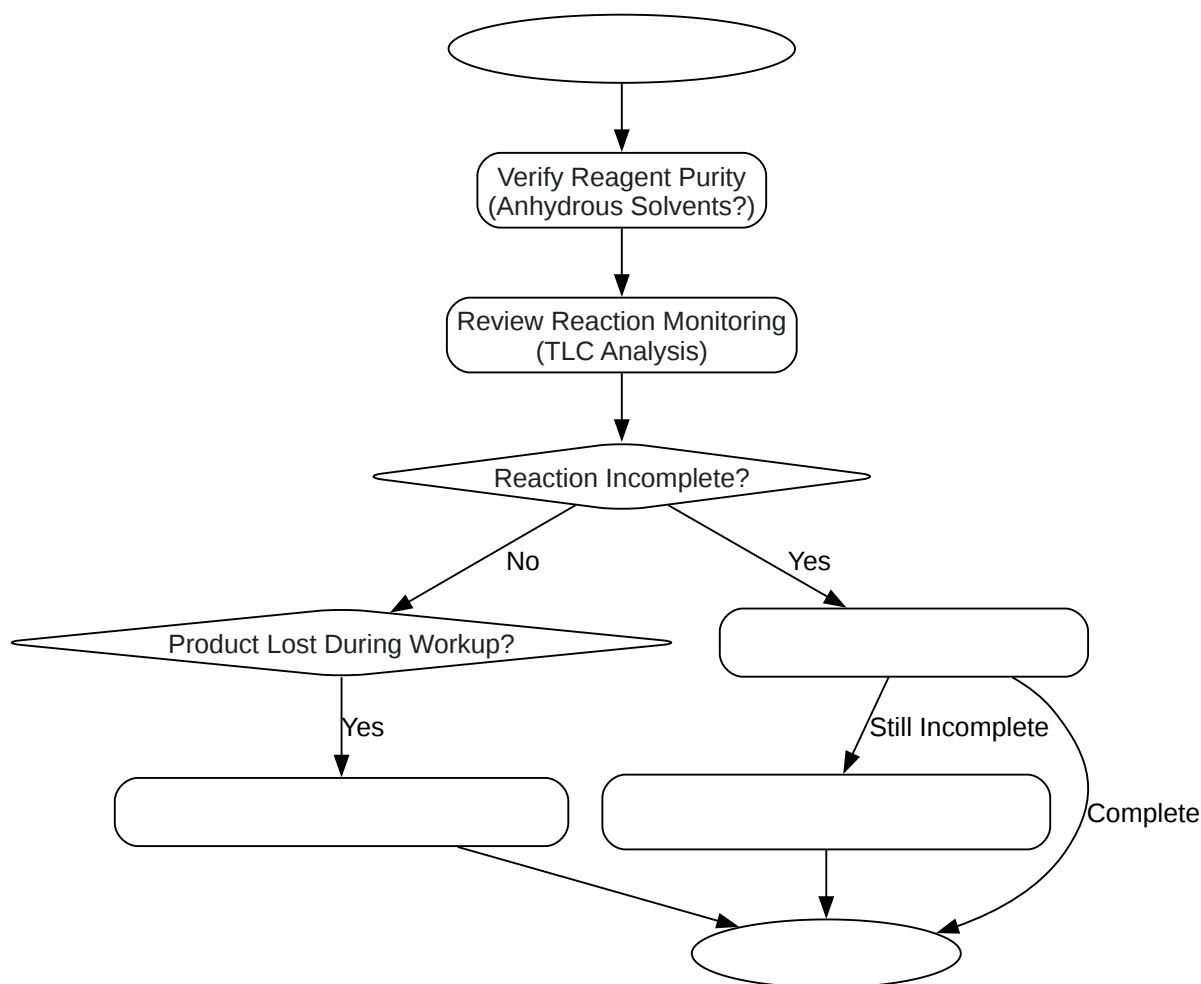 Verify Reagent Purity
(Anhydrous Solvents?)
Review Reaction Monitoring
(TLC Analysis)
Reaction Incomplete?
No
Yes
Product Lost During Workup?
Yes
Still Incomplete
Complete